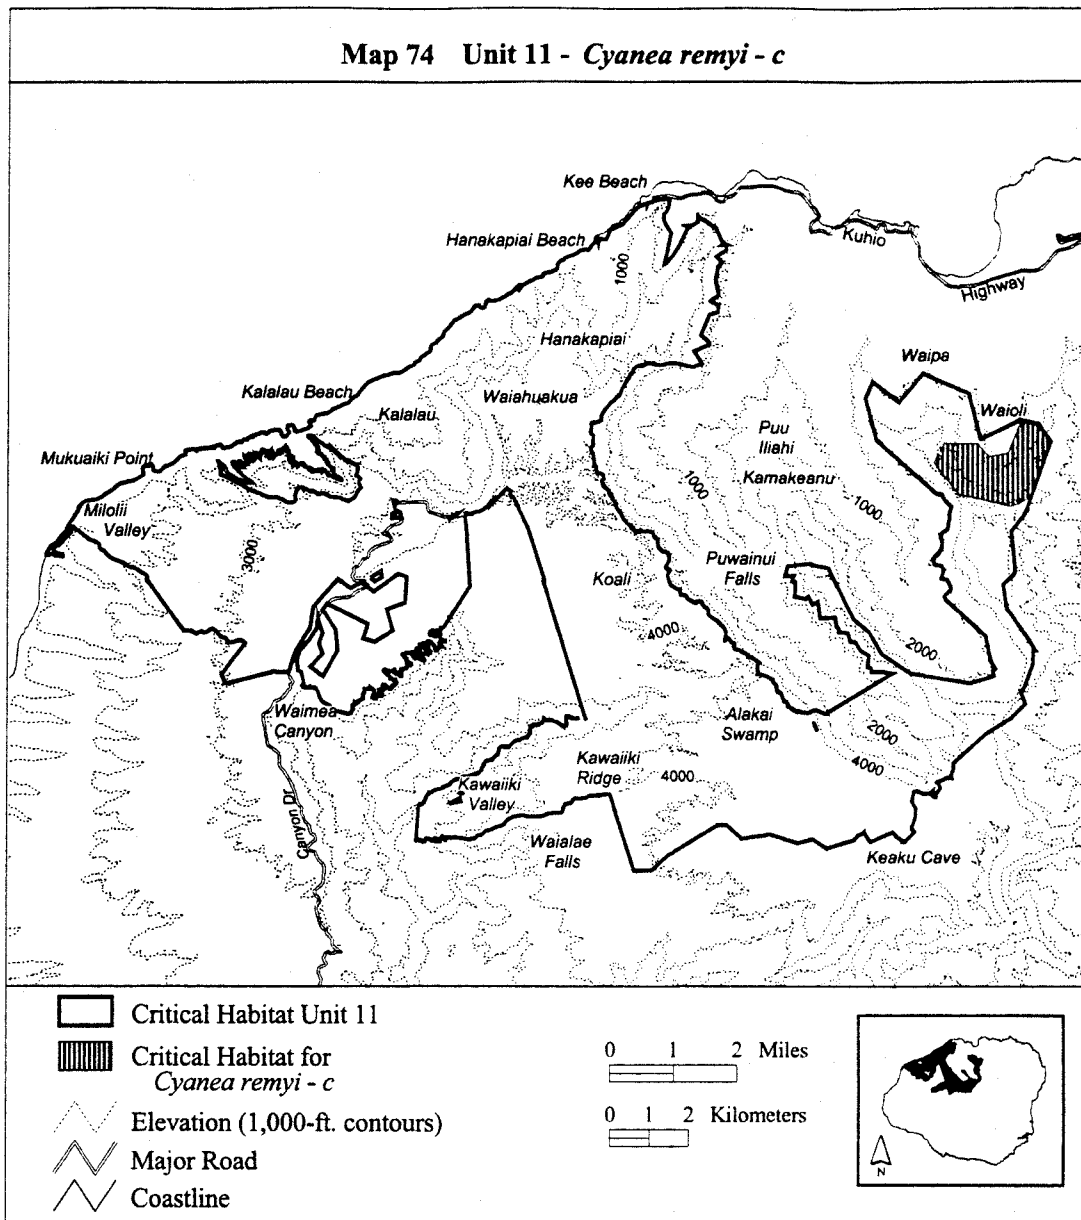 Map 74 Unit 11 - Cyanea remyi - c
Kee Beach
Hanakapiai Beach
Kuhio
Highway
1000
Hanakapiai
Waipa
Kalalau Beach
Waiahuakua
Kalalau
Waioli
Puu
Iliahi
Mukuaiki Point
Kamakeanu
1000
1000
Milolii
Valley
3000
Puwainui
Falls
Koali
4000
2000
Waimea
Canyon
Alakai
Swamp
2000
Kawaiiki
Ridge
4000
4000
Kawaiiki
Valley
Canyon Dr
Waialae
Falls
Keaku Cave
Critical Habitat Unit 11
Critical Habitat for
Cyanea remyi - c
Elevation (1,000-ft. contours)
Major Road
Coastline
0 1 2 Miles
0 1 2 Kilometers
N